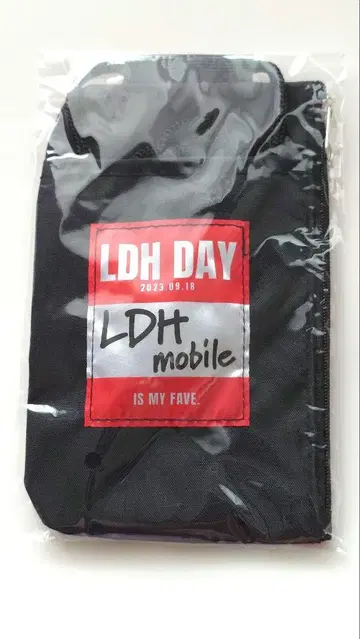 LDH DAY
2023.09.18
LDH
mobile
IS MY FAVE.